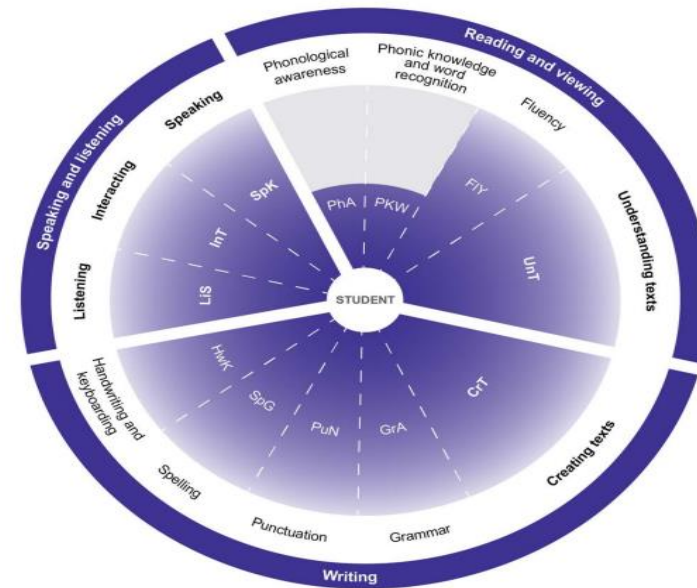 Reading and viewing
Phonological
awareness
Phonic knowledge
and word
recognition
Fluency
Understanding texts
PhA
PKW
FlY
UnT
Speaking and listening
Speaking
Interacting
Listening
SpK
InT
LiS
STUDENT
Writing
Handwriting and
keyboarding
Spelling
Punctuation
Grammar
Creating texts
HwK
SpG
PuN
GrA
CrT